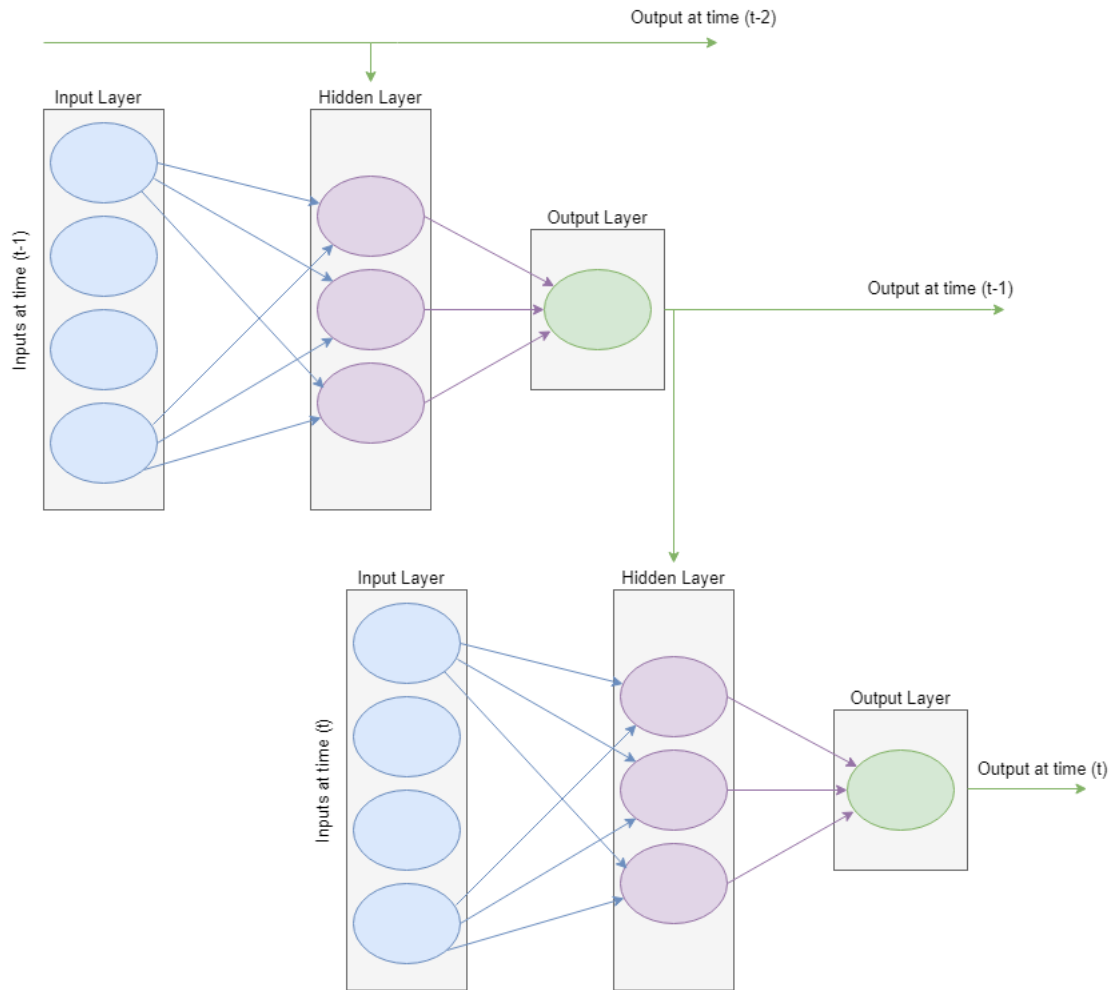 Output at time (t-2)
Input Layer
Hidden Layer
Inputs at time (t-1)
Output Layer
Output at time (t-1)
Input Layer
Hidden Layer
Inputs at time (t)
Output Layer
Output at time (t)